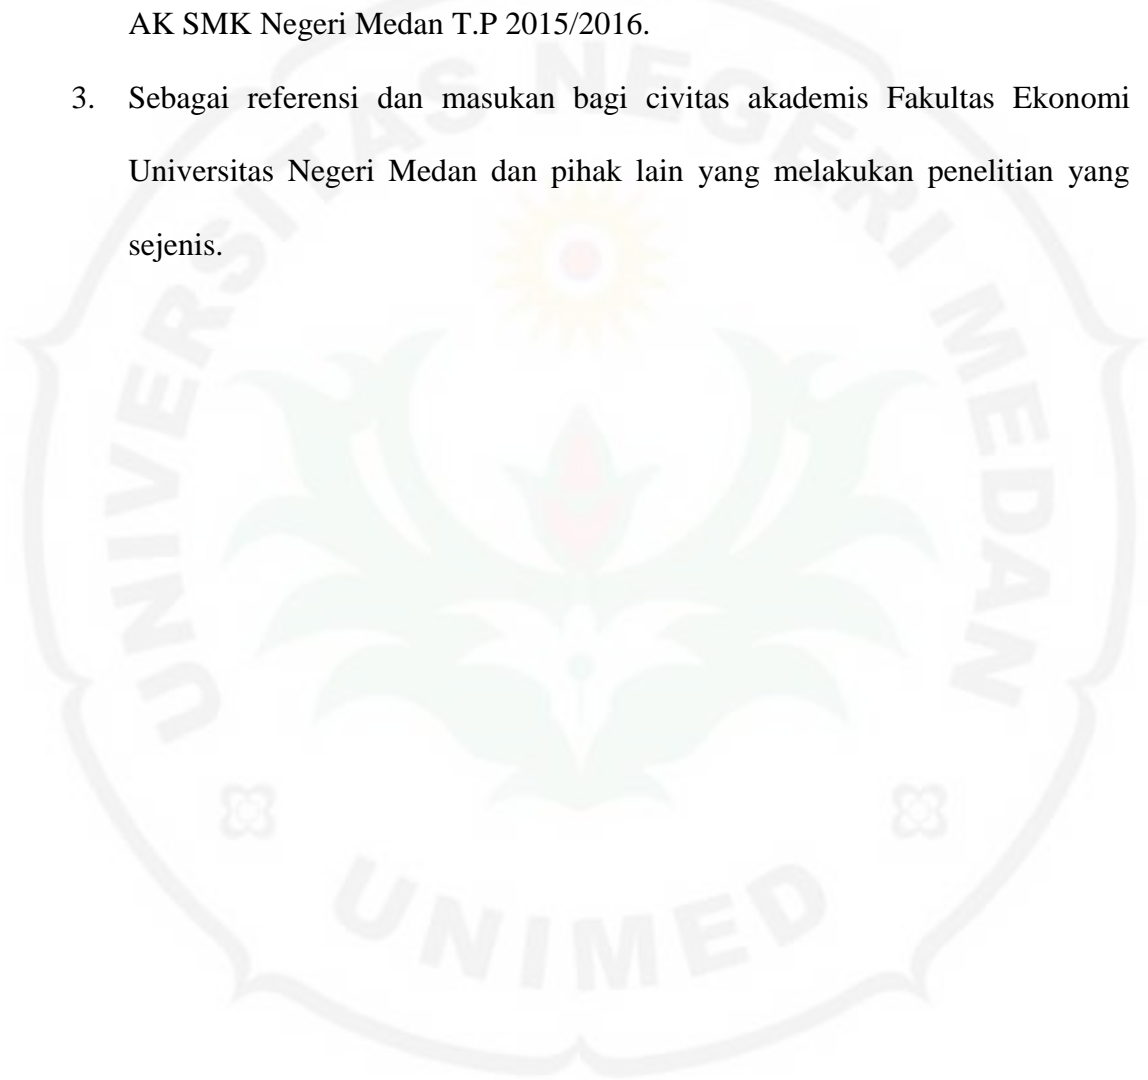 AK SMK Negeri Medan T.P 2015/2016.
3. Sebagai referensi dan masukan bagi civitas akademis Fakultas Ekonomi
Universitas Negeri Medan dan pihak lain yang melakukan penelitian yang
sejenis.
UNIVERSITAS NEGERI MEDAN
UNIMED